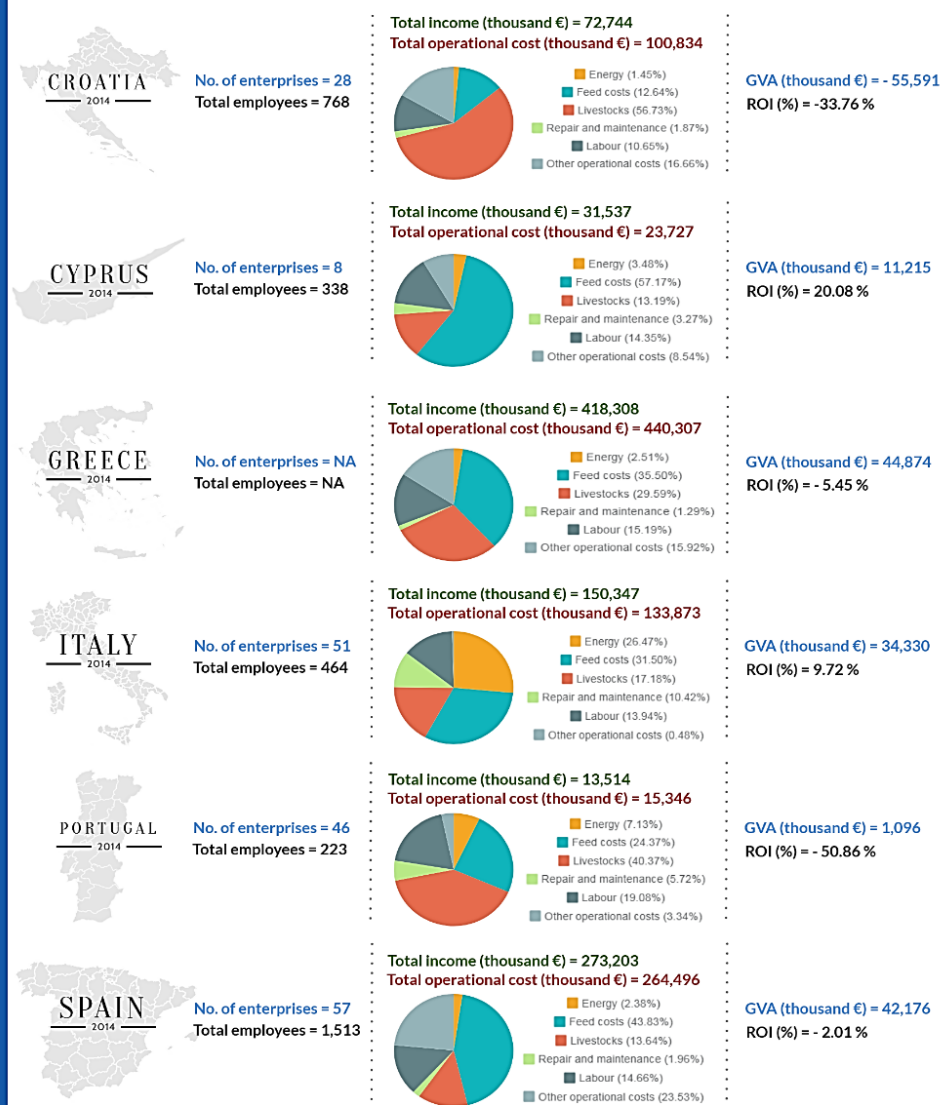 CROATIA
2014
No. of enterprises = 28
Total employees = 768
Total income (thousand €) = 72,744
Total operational cost (thousand €) = 100,834
Energy (1.45%)
Feed costs (12.64%)
Livestocks (56.73%)
Repair and maintenance (1.87%)
Labour (10.65%)
Other operational costs (16.66%)
GVA (thousand €) = - 55,591
ROI (%) = -33.76 %
CYPRUS
2014
No. of enterprises = 8
Total employees = 338
Total income (thousand €) = 31,537
Total operational cost (thousand €) = 23,727
Energy (3.48%)
Feed costs (57.17%)
Livestocks (13.19%)
Repair and maintenance (3.27%)
Labour (14.35%)
Other operational costs (8.54%)
GVA (thousand €) = 11,215
ROI (%) = 20.08 %
GREECE
2014
No. of enterprises = NA
Total employees = NA
Total income (thousand €) = 418,308
Total operational cost (thousand €) = 440,307
Energy (2.51%)
Feed costs (35.50%)
Livestocks (29.59%)
Repair and maintenance (1.29%)
Labour (15.19%)
Other operational costs (15.92%)
GVA (thousand €) = 44,874
ROI (%) = - 5.45 %
ITALY
2014
No. of enterprises = 51
Total employees = 464
Total income (thousand €) = 150,347
Total operational cost (thousand €) = 133,873
Energy (26.47%)
Feed costs (31.50%)
Livestocks (17.18%)
Repair and maintenance (10.42%)
Labour (13.94%)
Other operational costs (0.48%)
GVA (thousand €) = 34,330
ROI (%) = 9.72 %
PORTUGAL
2014
No. of enterprises = 46
Total employees = 223
Total income (thousand €) = 13,514
Total operational cost (thousand €) = 15,346
Energy (7.13%)
Feed costs (24.37%)
Livestocks (40.37%)
Repair and maintenance (5.72%)
Labour (19.08%)
Other operational costs (3.34%)
GVA (thousand €) = 1,096
ROI (%) = - 50.86 %
SPAIN
2014
No. of enterprises = 57
Total employees = 1,513
Total income (thousand €) = 273,203
Total operational cost (thousand €) = 264,496
Energy (2.38%)
Feed costs (43.83%)
Livestocks (13.64%)
Repair and maintenance (1.96%)
Labour (14.66%)
Other operational costs (23.53%)
GVA (thousand €) = 42,176
ROI (%) = - 2.01 %